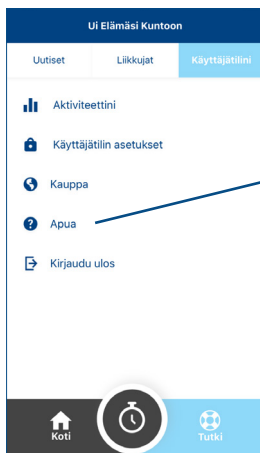 Ui Elämäsi Kuntoon
Uutiset Liikkujat Käyttäjätilini
Aktiviteettini
Käyttäjätilin asetukset
Kauppa
Apua
Kirjaudu ulos
Koti Tutki